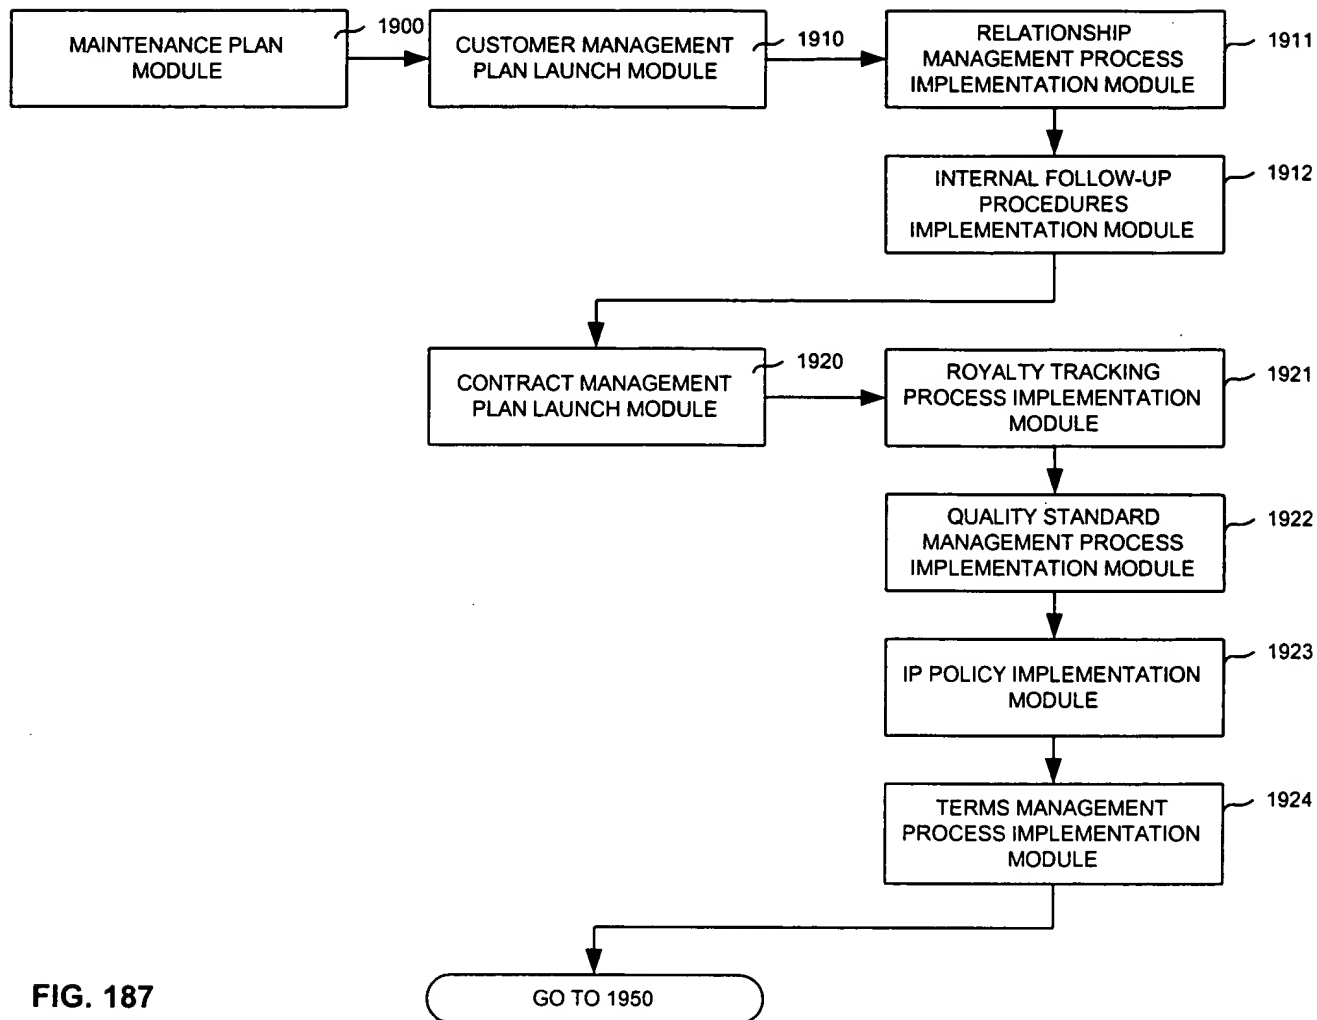 MAINTENANCE PLAN
MODULE
1900
CUSTOMER MANAGEMENT
PLAN LAUNCH MODULE
1910
RELATIONSHIP
MANAGEMENT PROCESS
IMPLEMENTATION MODULE
1911
INTERNAL FOLLOW-UP
PROCEDURES
IMPLEMENTATION MODULE
1912
CONTRACT MANAGEMENT
PLAN LAUNCH MODULE
1920
ROYALTY TRACKING
PROCESS IMPLEMENTATION
MODULE
1921
QUALITY STANDARD
MANAGEMENT PROCESS
IMPLEMENTATION MODULE
1922
IP POLICY IMPLEMENTATION
MODULE
1923
TERMS MANAGEMENT
PROCESS IMPLEMENTATION
MODULE
1924
GO TO 1950
FIG. 187